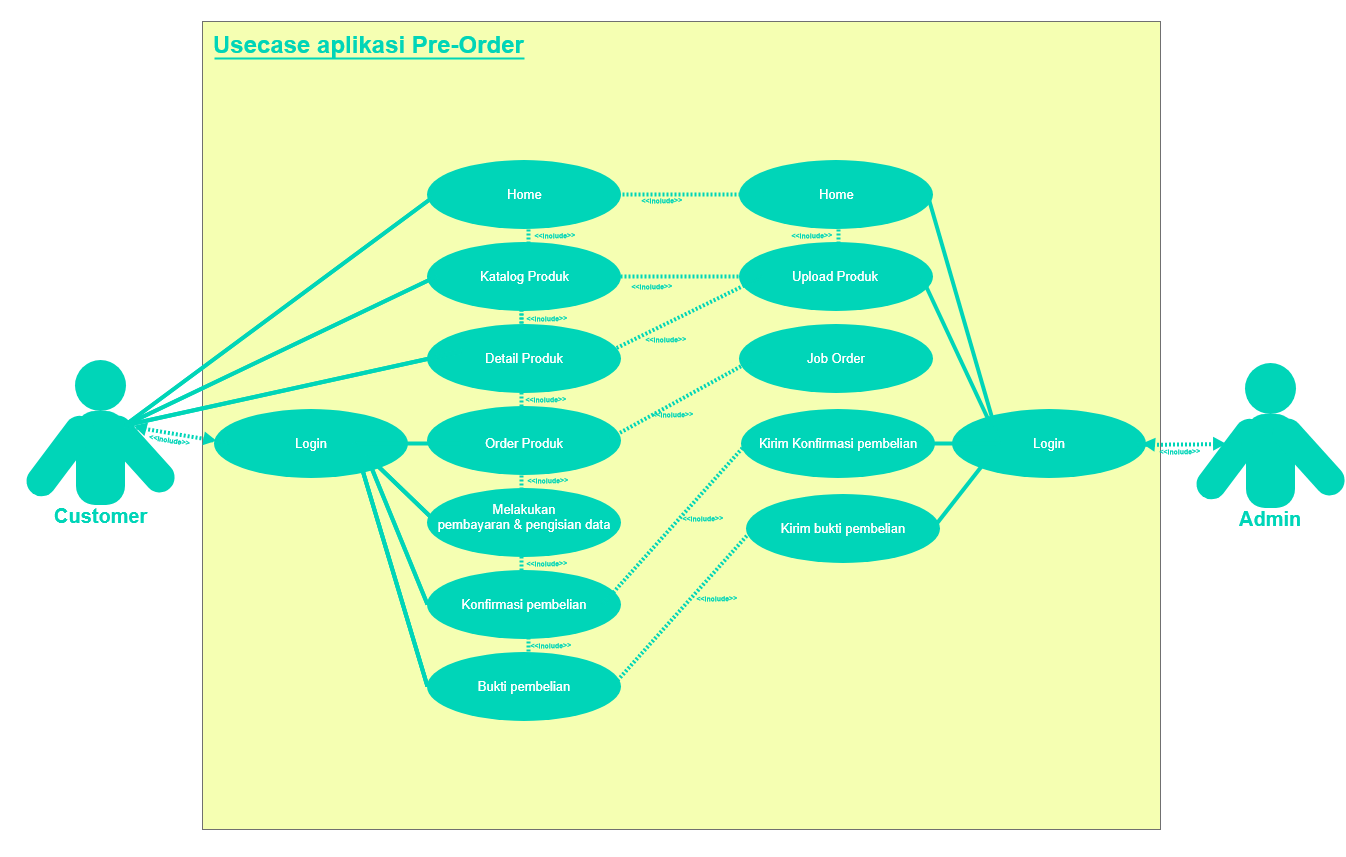 Usecase aplikasi Pre-Order
Home
<<include>>
Home
<<include>>
<<include>>
Katalog Produk
<<include>>
Upload Produk
<<include>>
Detail Produk
<<include>>
Job Order
<<include>>
<<include>>
Customer
<<include>>
Login
Order Produk
Kirim Konfirmasi pembelian
Login
<<include>>
Admin
<<include>>
Melakukan
pembayaran & pengisian data
<<include>>
Kirim bukti pembelian
<<include>>
Konfirmasi pembelian
<<include>>
<<include>>
Bukti pembelian